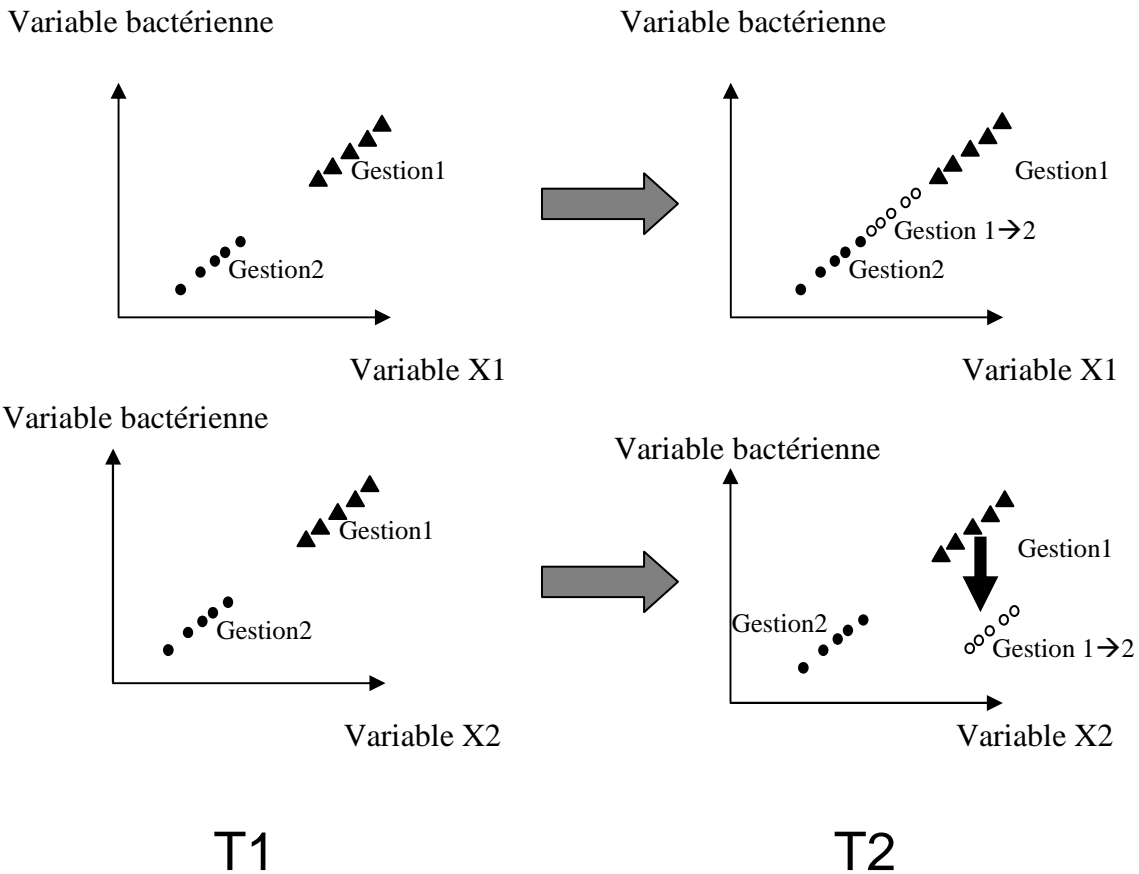 Variable bactérienne
Variable bactérienne
Gestion1
Gestion2
Variable X1
Gestion1
Gestion 1→2
Gestion2
Variable X1
Variable bactérienne
Variable bactérienne
Gestion1
Gestion2
Variable X2
Gestion1
Gestion2
Gestion 1→2
Variable X2
T1
T2